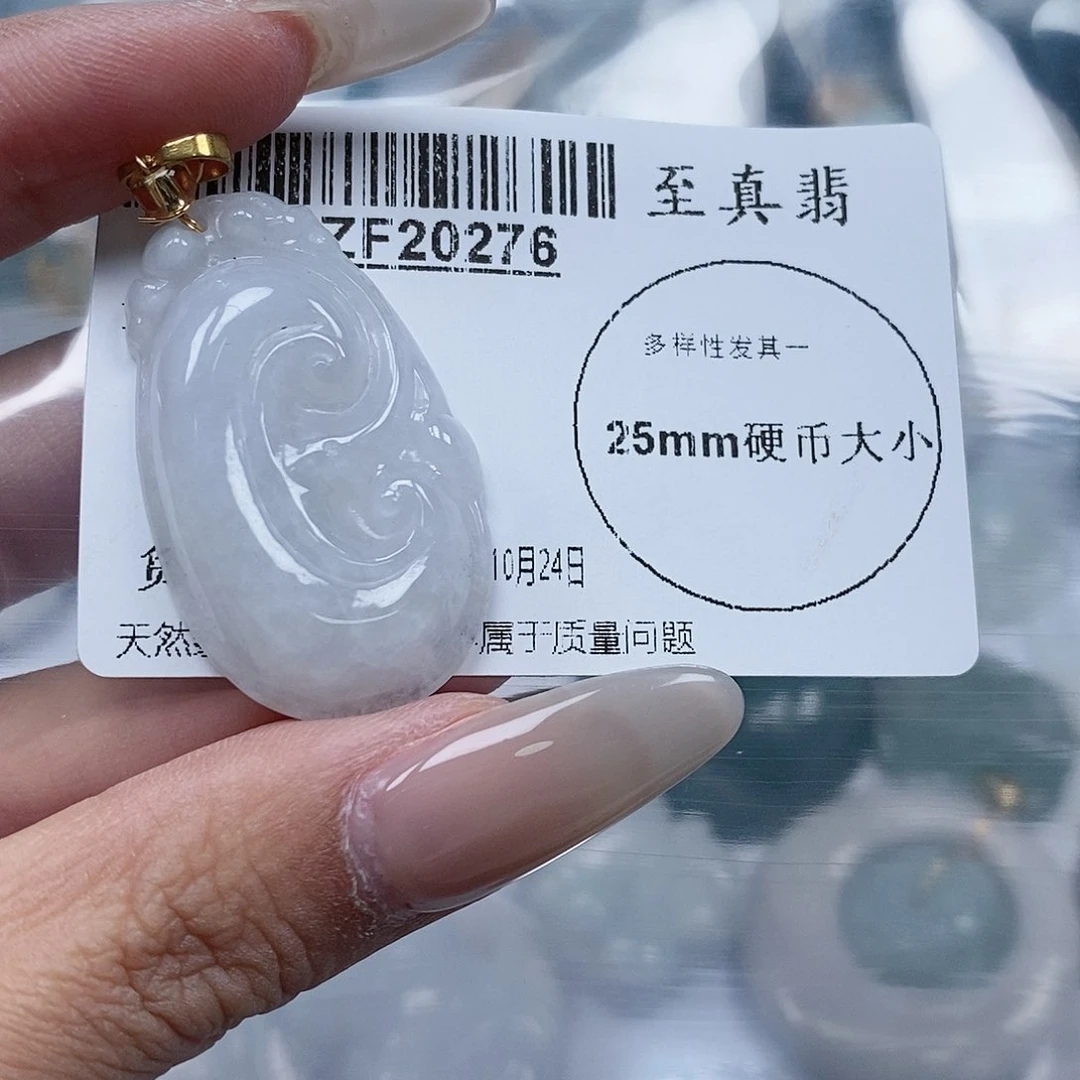 至真翡
ZF20276
多样性发其一
25mm硬币大小
货
10月24日
天然
属于质量问题